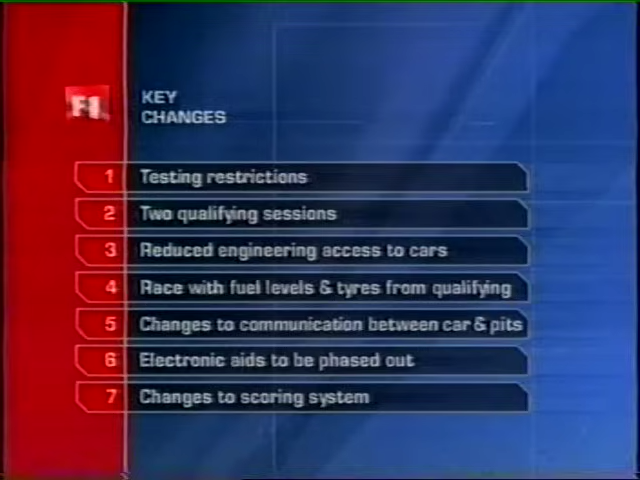 F1
KEY
CHANGES
1 Testing restrictions
2 Two qualifying sessions
3 Reduced engineering access to cars
4 Race with fuel levels & tyres from qualifying
5 Changes to communication between car & pits
6 Electronic aids to be phased out
7 Changes to scoring system